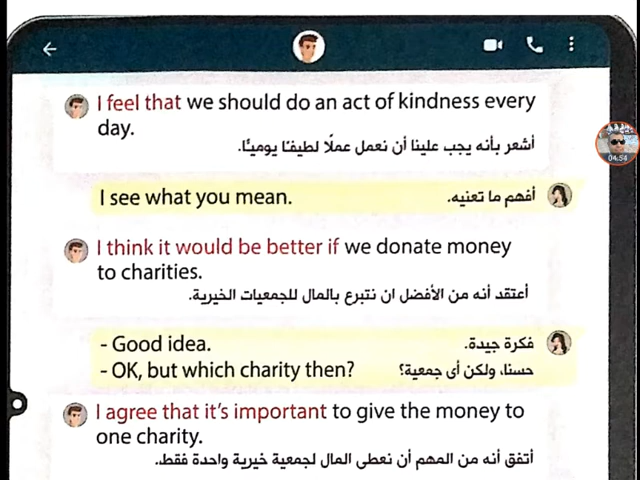 I feel that we should do an act of kindness every
day.
أشعر بأنه يجب علينا أن نعمل عملًا لطيفًا يوميًا.
I see what you mean.
أفهم ما تعنيه.
I think it would be better if we donate money
to charities.
أعتقد أنه من الأفضل ان نتبرع بالمال للجمعيات الخيرية.
- Good idea.
فكرة جيدة.
- OK, but which charity then?
حسنا، ولكن أى جمعية؟
I agree that it's important to give the money to
one charity.
أتفق أنه من المهم أن نعطى المال لجمعية خيرية واحدة فقط.
04:54